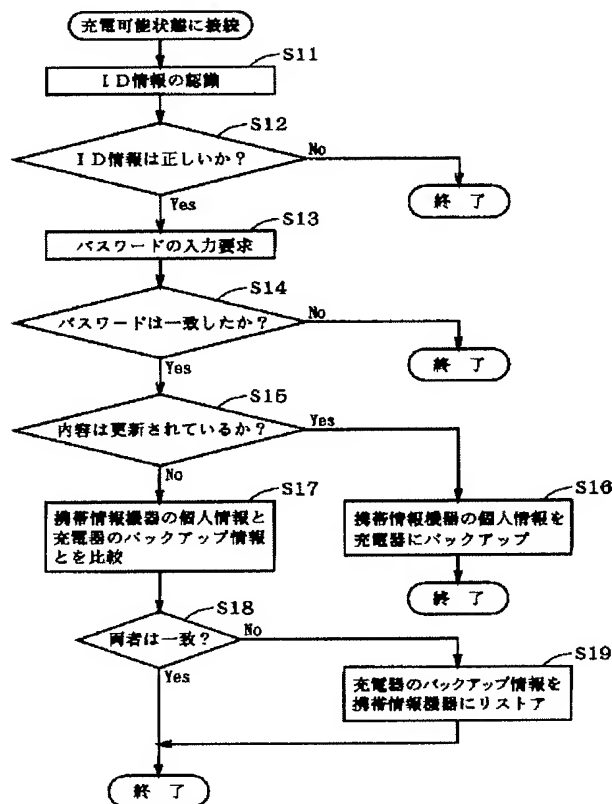 充電可能状態に接続
S11
ID情報の認識
S12
ID情報は正しいか？
No
終 了
Yes
S13
パスワードの入力要求
S14
パスワードは一致したか？
No
終 了
Yes
S15
内容は更新されているか？
Yes
No
S17
S16
携帯情報機器の個人情報と
充電器のバックアップ情報
とを比較
携帯情報機器の個人情報を
充電器にバックアップ
終 了
S18
両者は一致？
No
Yes
S19
充電器のバックアップ情報を
携帯情報機器にリストア
終 了